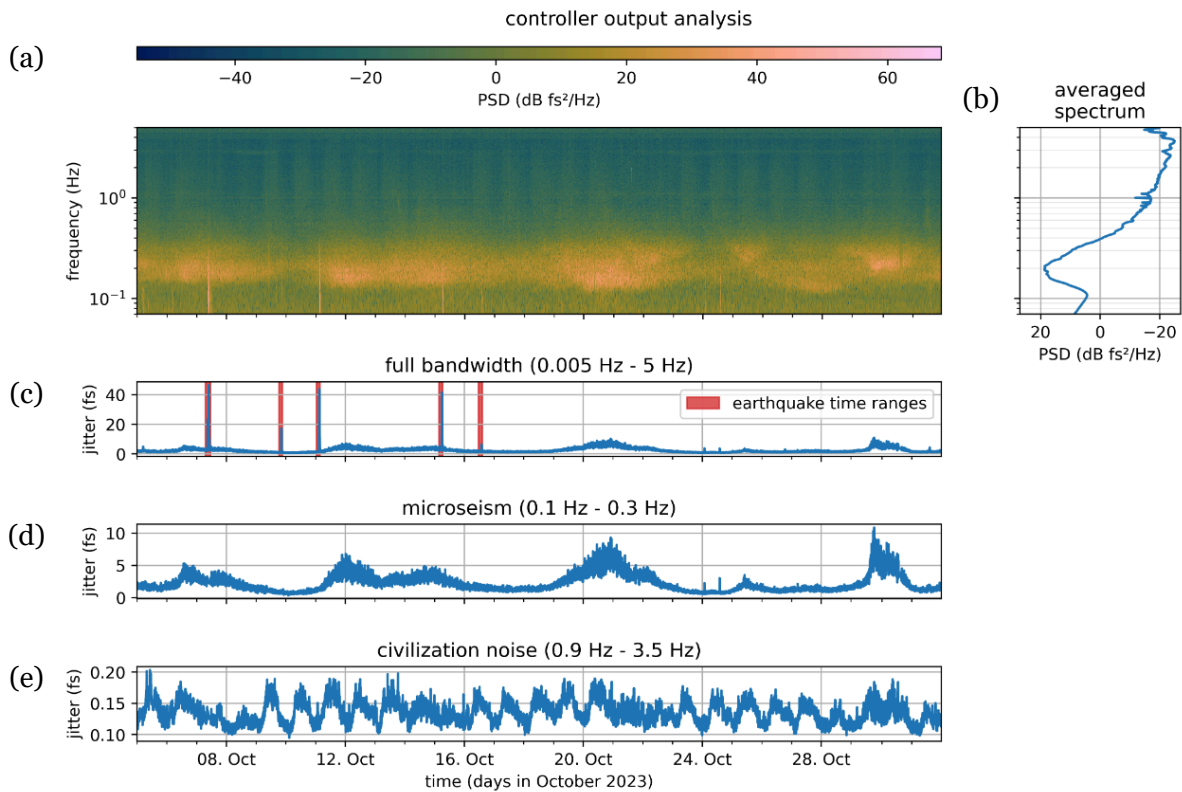 controller output analysis
(a)
−40 −20 0 20 40 60
PSD (dB fs²/Hz)
(b)
averaged
spectrum
frequency (Hz)
10⁰
10⁻¹
20 0 −20
PSD (dB fs²/Hz)
full bandwidth (0.005 Hz - 5 Hz)
(c)
jitter (fs)
40
20
0
earthquake time ranges
microseism (0.1 Hz - 0.3 Hz)
(d)
jitter (fs)
10
5
0
civilization noise (0.9 Hz - 3.5 Hz)
(e)
jitter (fs)
0.20
0.15
0.10
08. Oct 12. Oct 16. Oct 20. Oct 24. Oct 28. Oct
time (days in October 2023)